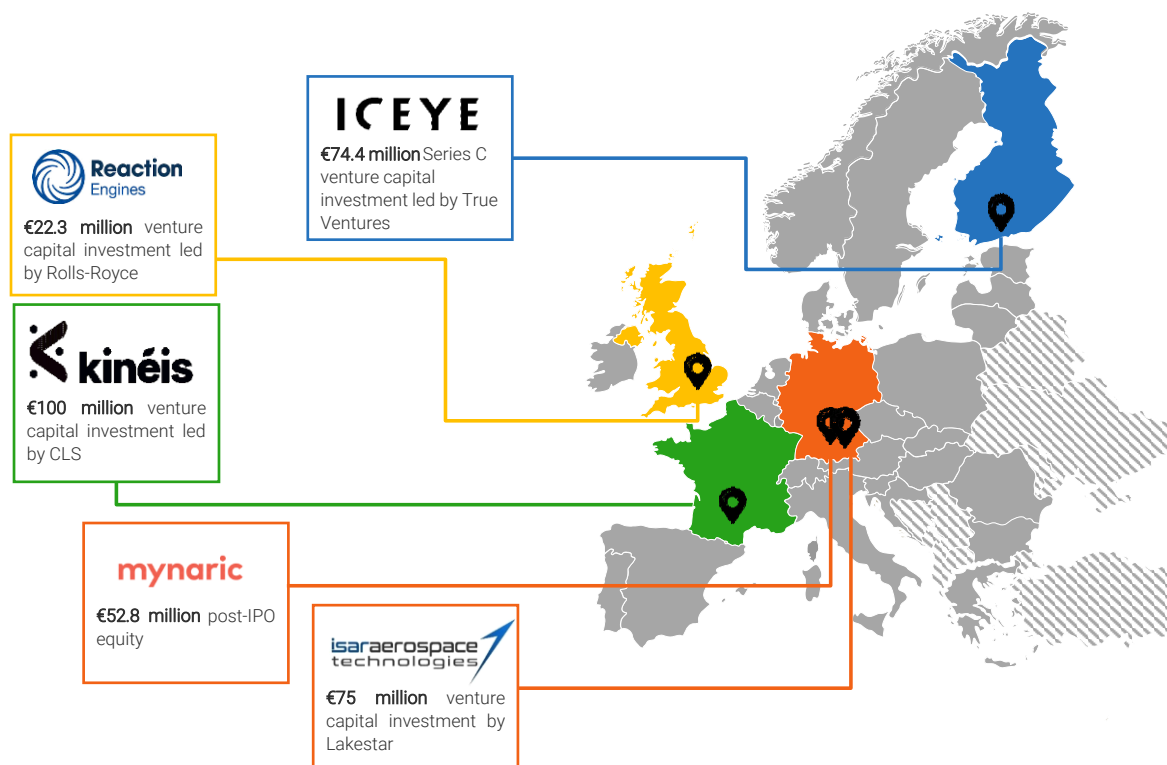 ICEYE
€74.4 million Series C
venture capital
investment led by True
Ventures
Reaction
Engines
€22.3 million venture
capital investment led
by Rolls-Royce
kinéis
€100 million venture
capital investment led
by CLS
mynaric
€52.8 million post-IPO
equity
isaraerospace
technologies
€75 million venture
capital investment by
Lakestar